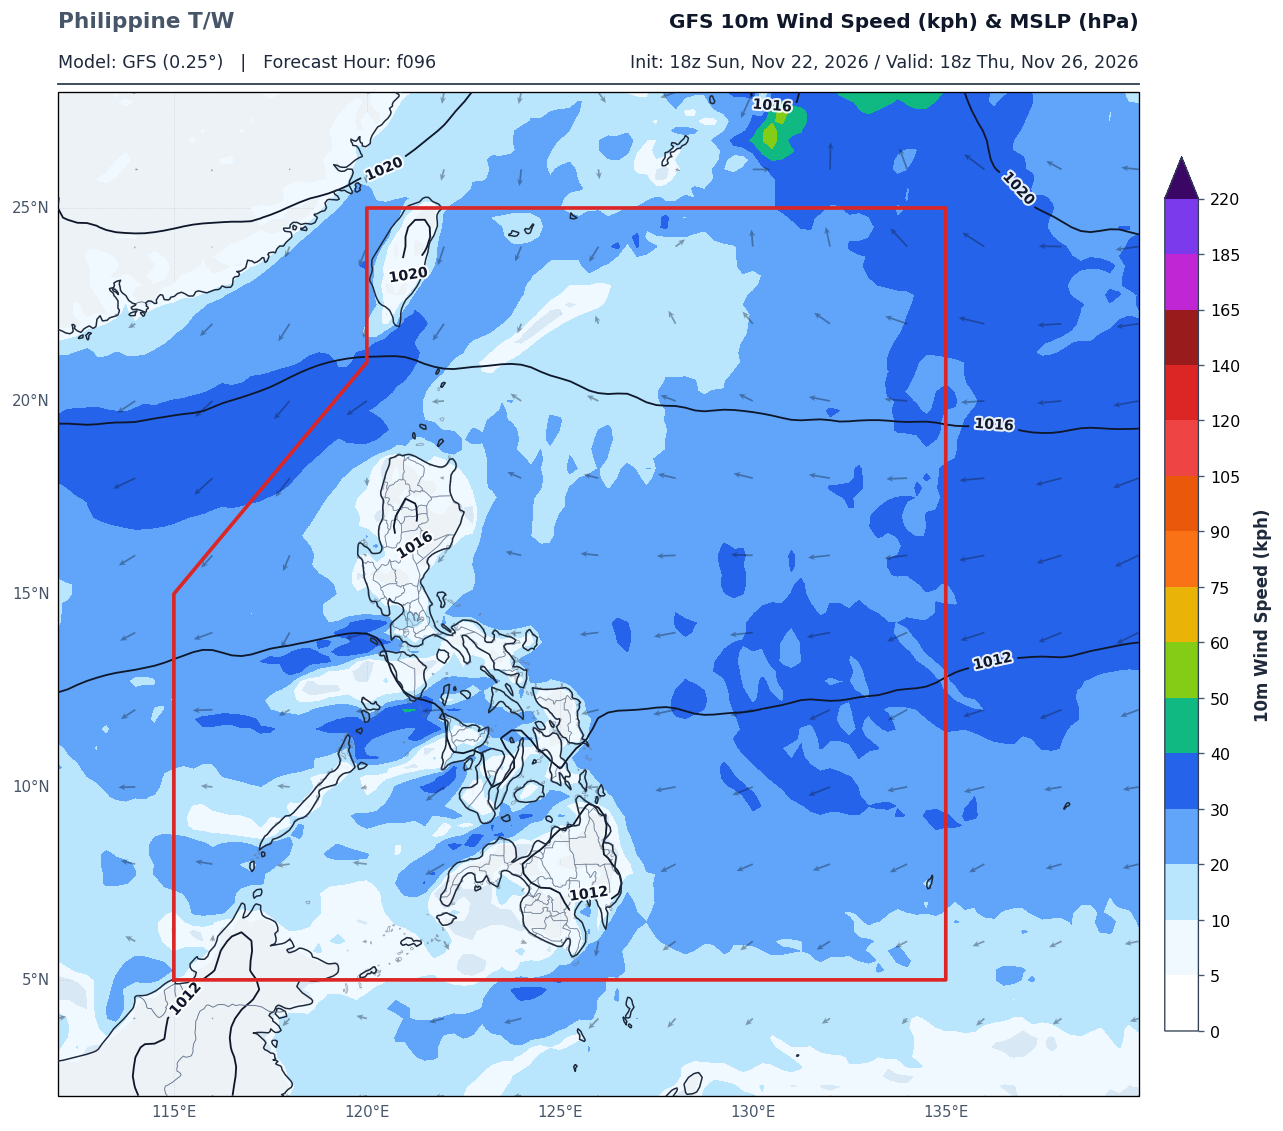 Philippine T/W
GFS 10m Wind Speed (kph) & MSLP (hPa)
Model: GFS (0.25°) | Forecast Hour: f096
Init: 18z Sun, Nov 22, 2026 / Valid: 18z Thu, Nov 26, 2026
1016
1020
1020
1020
1016
1016
1012
1012
1012
25°N
20°N
15°N
10°N
5°N
115°E
120°E
125°E
130°E
135°E
220
185
165
140
120
105
90
75
60
50
40
30
20
10
5
0
10m Wind Speed (kph)